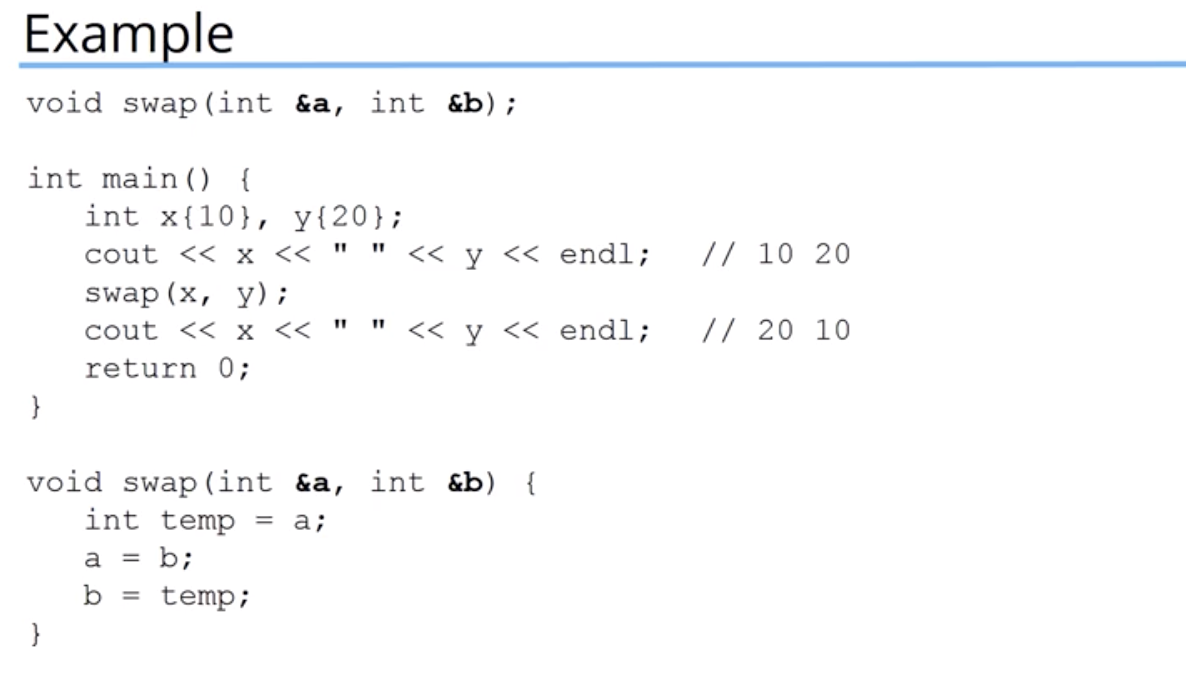 Example
void swap(int &a, int &b);
int main() {
int x{10}, y{20};
cout << x << " " << y << endl; // 10 20
swap(x, y);
cout << x << " " << y << endl; // 20 10
return 0;
}
void swap(int &a, int &b) {
int temp = a;
a = b;
b = temp;
}